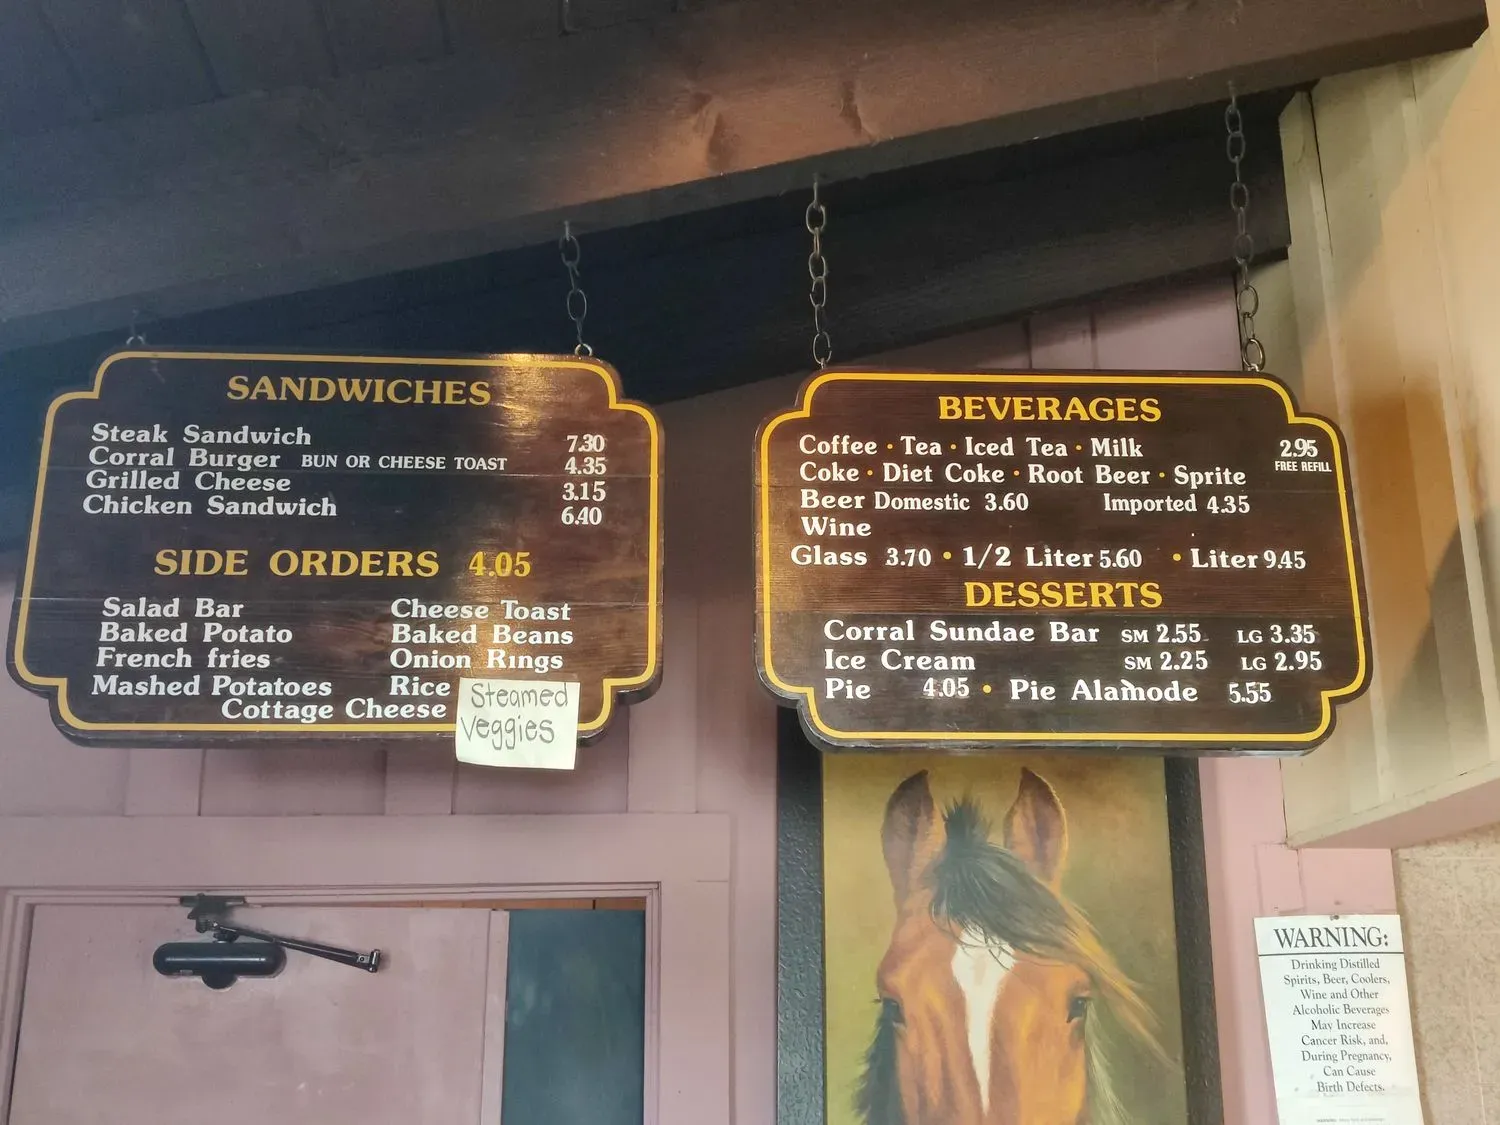 SANDWICHES
Steak Sandwich 7.30
Corral Burger BUN OR CHEESE TOAST 4.35
Grilled Cheese 3.15
Chicken Sandwich 6.40
SIDE ORDERS 4.05
Salad Bar Cheese Toast
Baked Potato Baked Beans
French fries Onion Rings
Mashed Potatoes Rice
Cottage Cheese
Steamed
Veggies
BEVERAGES
Coffee • Tea • Iced Tea • Milk 2.95
FREE REFILL
Coke • Diet Coke • Root Beer • Sprite
Beer Domestic 3.60 Imported 4.35
Wine
Glass 3.70 • 1/2 Liter 5.60 • Liter 9.45
DESSERTS
Corral Sundae Bar SM 2.55 LG 3.35
Ice Cream SM 2.25 LG 2.95
Pie 4.05 • Pie Alamode 5.55
WARNING:
Drinking Distilled
Spirits, Beer, Coolers,
Wine and Other
Alcoholic Beverages
May Increase
Cancer Risk, and,
During Pregnancy,
Can Cause
Birth Defects.